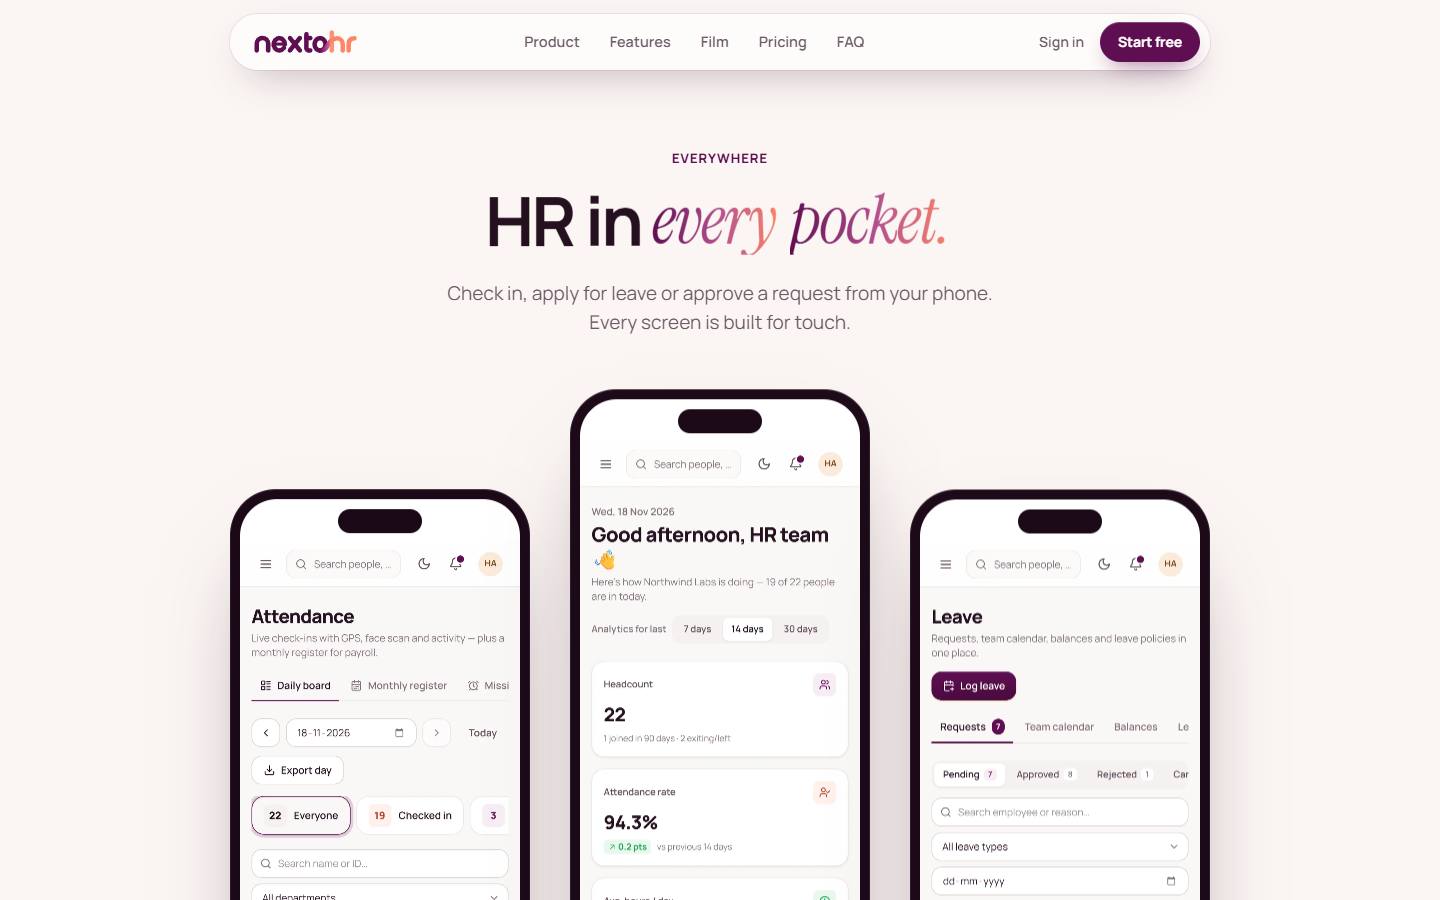 nextohr
Product Features Film Pricing FAQ
Sign in Start free
EVERYWHERE
HR in every pocket.
Check in, apply for leave or approve a request from your phone.
Every screen is built for touch.
Search people, ...
HA
Attendance
Live check-ins with GPS, face scan and activity — plus a
monthly register for payroll.
Daily board Monthly register Missi
18-11-2026 Today
Export day
22 Everyone 19 Checked in 3
Search name or ID...
All departments
Search people, ...
HA
Wed, 18 Nov 2026
Good afternoon, HR team
Here's how Northwind Labs is doing — 19 of 22 people
are in today.
Analytics for last 7 days 14 days 30 days
Headcount
22
1 joined in 90 days · 2 exiting/left
Attendance rate
94.3%
0.2 pts vs previous 14 days
Avg. hours / day
Search people, ...
HA
Leave
Requests, team calendar, balances and leave policies in
one place.
Log leave
Requests 7 Team calendar Balances Le
Pending 7 Approved 8 Rejected 1 Can
Search employee or reason...
All leave types
dd-mm-yyyy